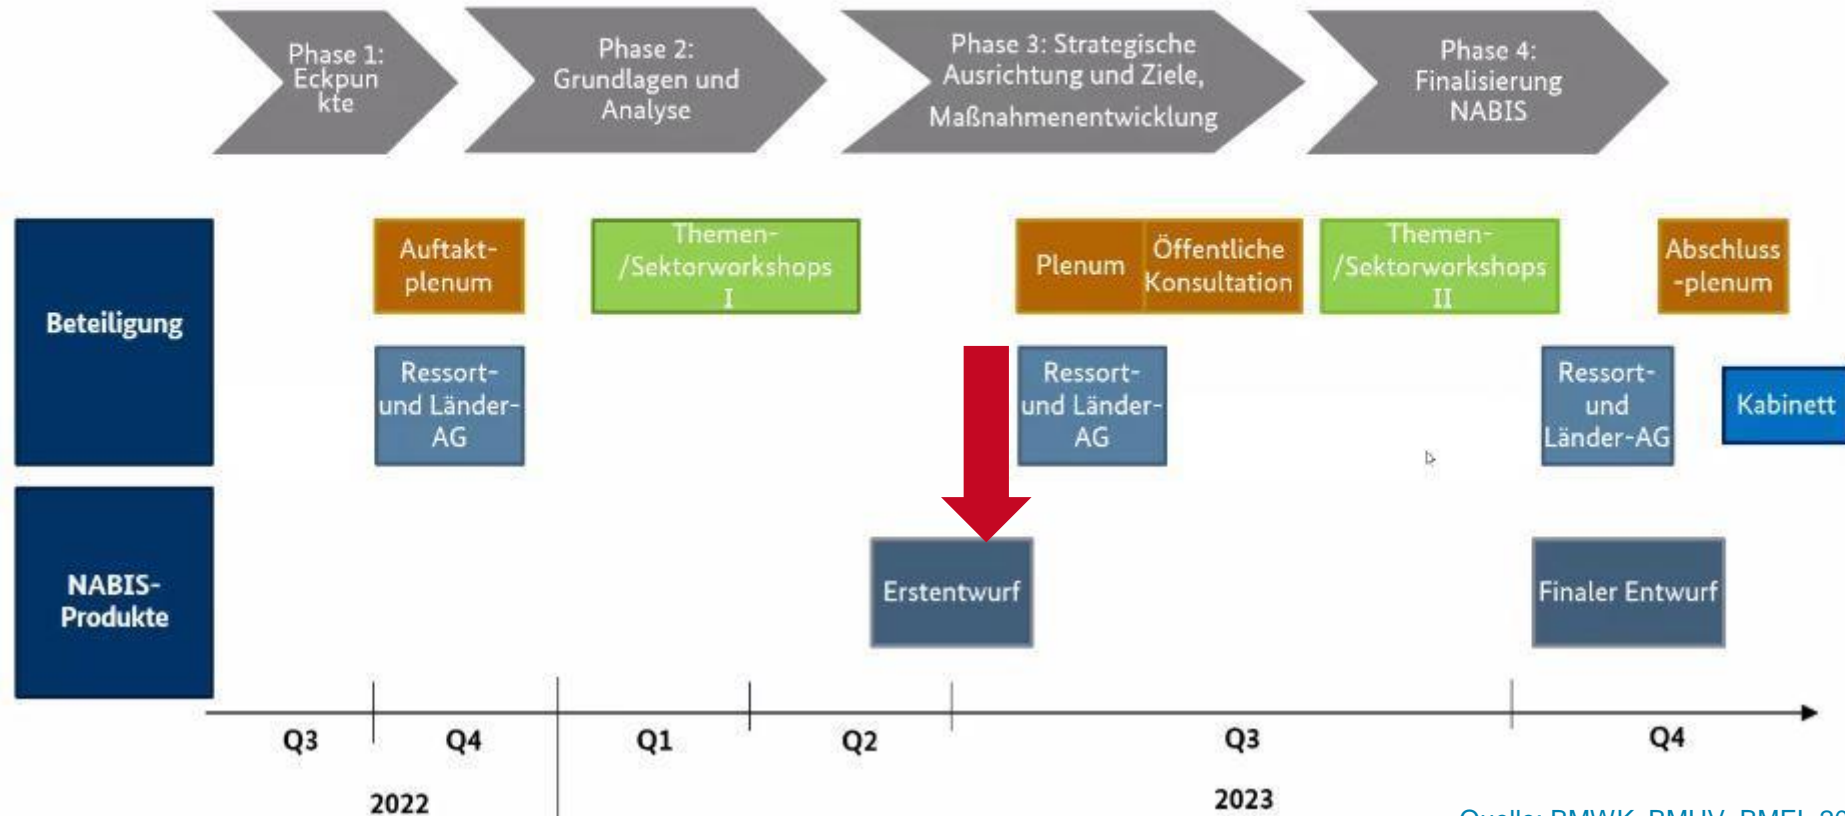 Phase 1:
Eckpun
kte
Phase 2:
Grundlagen und
Analyse
Phase 3: Strategische
Ausrichtung und Ziele,
Maßnahmenentwicklung
Phase 4:
Finalisierung
NABIS
Beteiligung
Auftakt-
plenum
Themen-
/Sektorworkshops
I
Plenum
Öffentliche
Konsultation
Themen-
/Sektorworkshops
II
Abschluss
-plenum
Ressort-
und Länder-
AG
Ressort-
und Länder-
AG
Ressort-
und
Länder-AG
Kabinett
NABIS-
Produkte
Erstentwurf
Finaler Entwurf
Q3
Q4
Q1
Q2
Q3
Q4
2022
2023